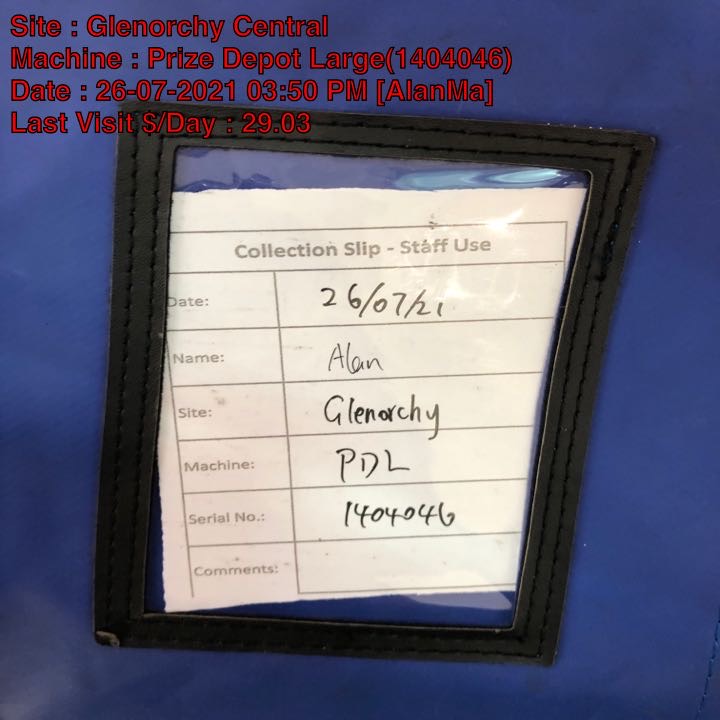 Site : Glenorchy Central
Machine : Prize Depot Large(1404046)
Date : 26-07-2021 03:50 PM [AlanMa]
Last Visit $/Day : 29.03
Collection Slip - Staff Use
Date: 26/07/21
Name: Alan
Site: Glenorchy
Machine: PDL
Serial No.: 1404046
Comments: